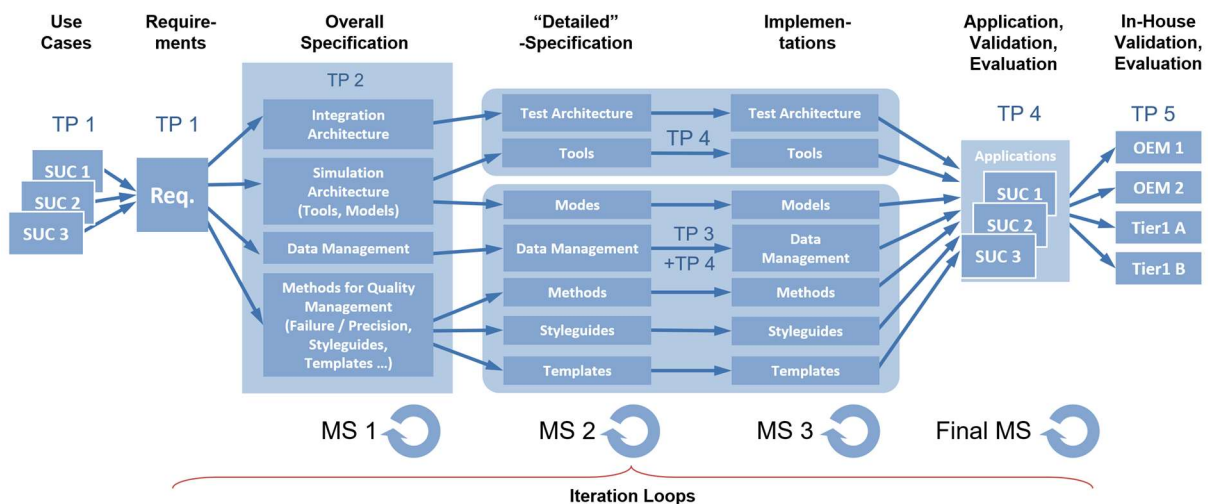 Use
Cases
Require-
ments
Overall
Specification
“Detailed”
-Specification
Implemen-
tations
Application,
Validation,
Evaluation
In-House
Validation,
Evaluation
TP 1
SUC 1
SUC 2
SUC 3
TP 1
Req.
TP 2
Integration
Architecture
Simulation
Architecture
(Tools, Models)
Data Management
Methods for Quality
Management
(Failure / Precision,
Styleguides,
Templates ...)
Test Architecture
Tools
TP 4
Test Architecture
Tools
Modes
Data Management
Methods
Styleguides
Templates
TP 3
+TP 4
Models
Data
Management
Methods
Styleguides
Templates
TP 4
Applications
SUC 1
SUC 2
SUC 3
TP 5
OEM 1
OEM 2
Tier1 A
Tier1 B
MS 1
MS 2
MS 3
Final MS
Iteration Loops